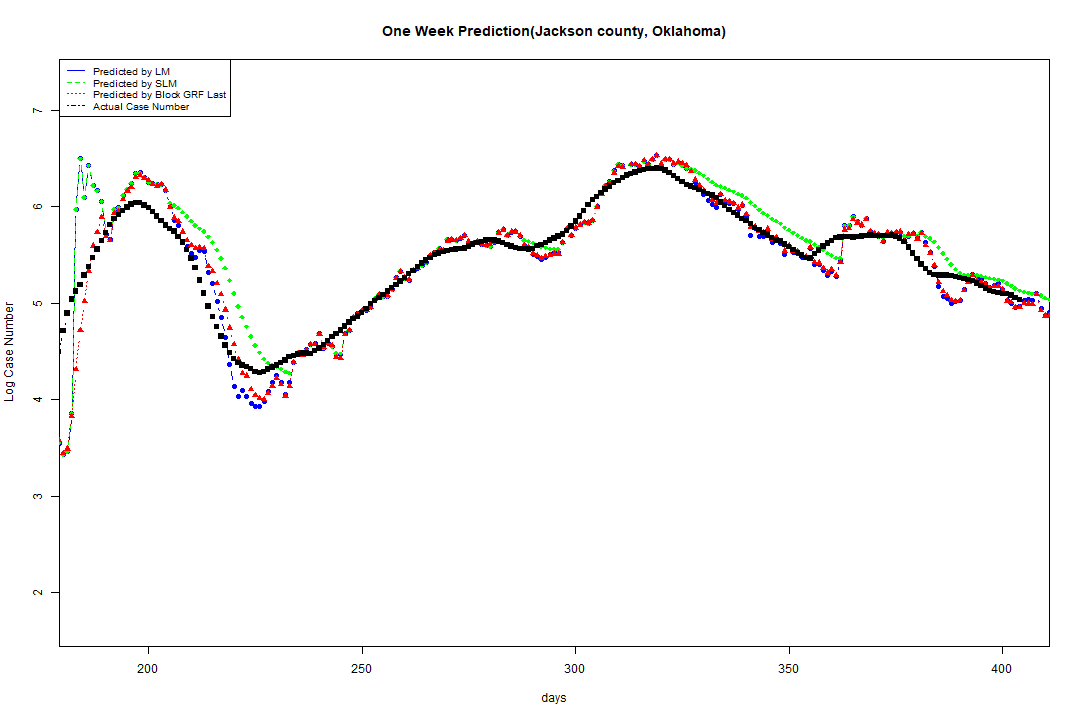 One Week Prediction(Jackson county, Oklahoma)
Predicted by LM
Predicted by SLM
Predicted by Block GRF Last
Actual Case Number
7
6
5
4
3
2
Log Case Number
200 250 300 350 400
days